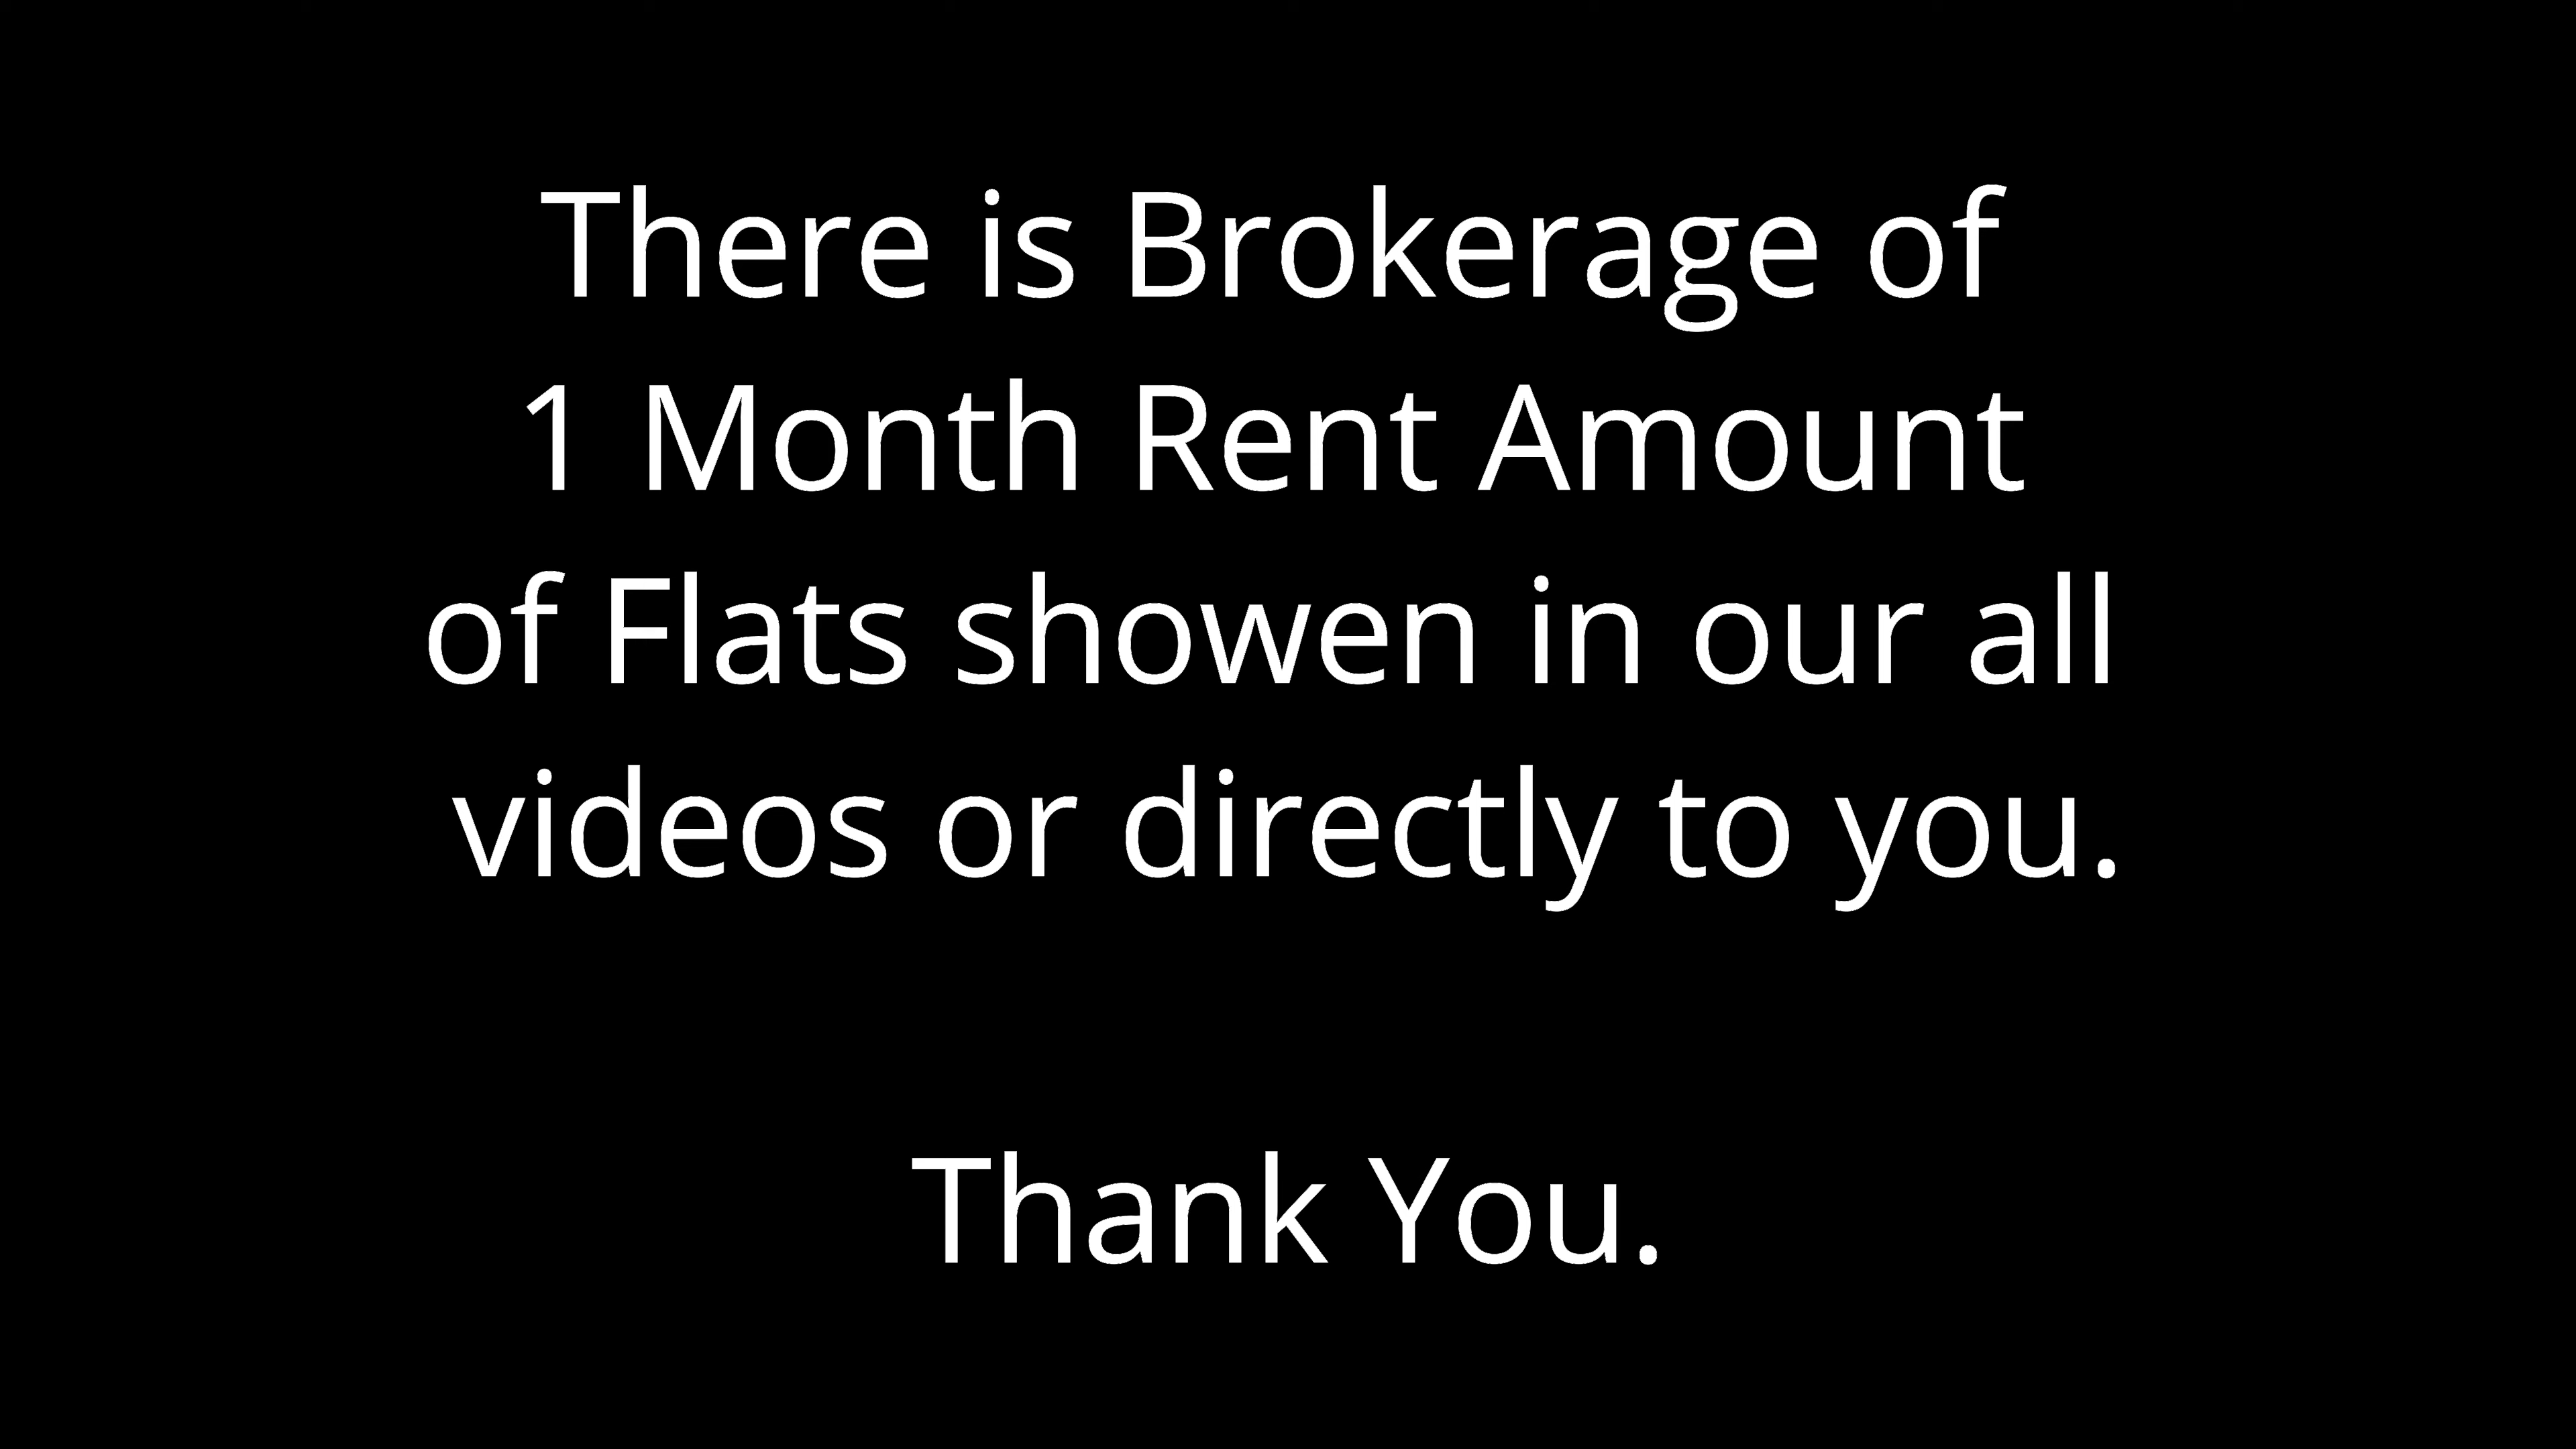 There is Brokerage of
1 Month Rent Amount
of Flats showen in our all
videos or directly to you.
Thank You.